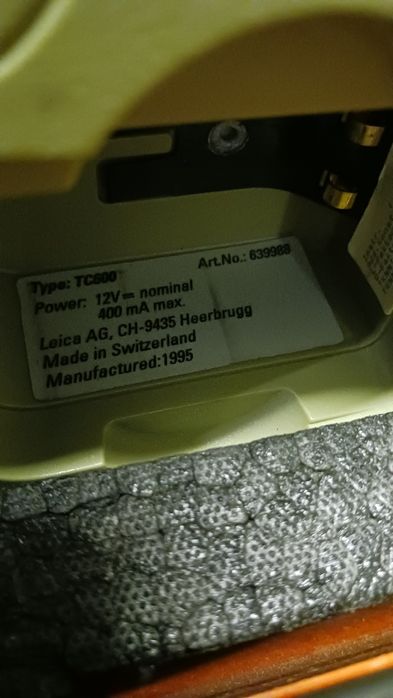 Type: TC600 Art.No.: 639988
Power: 12V⎓ nominal
400 mA max.
Leica AG, CH-9435 Heerbrugg
Made in Switzerland
Manufactured:1995